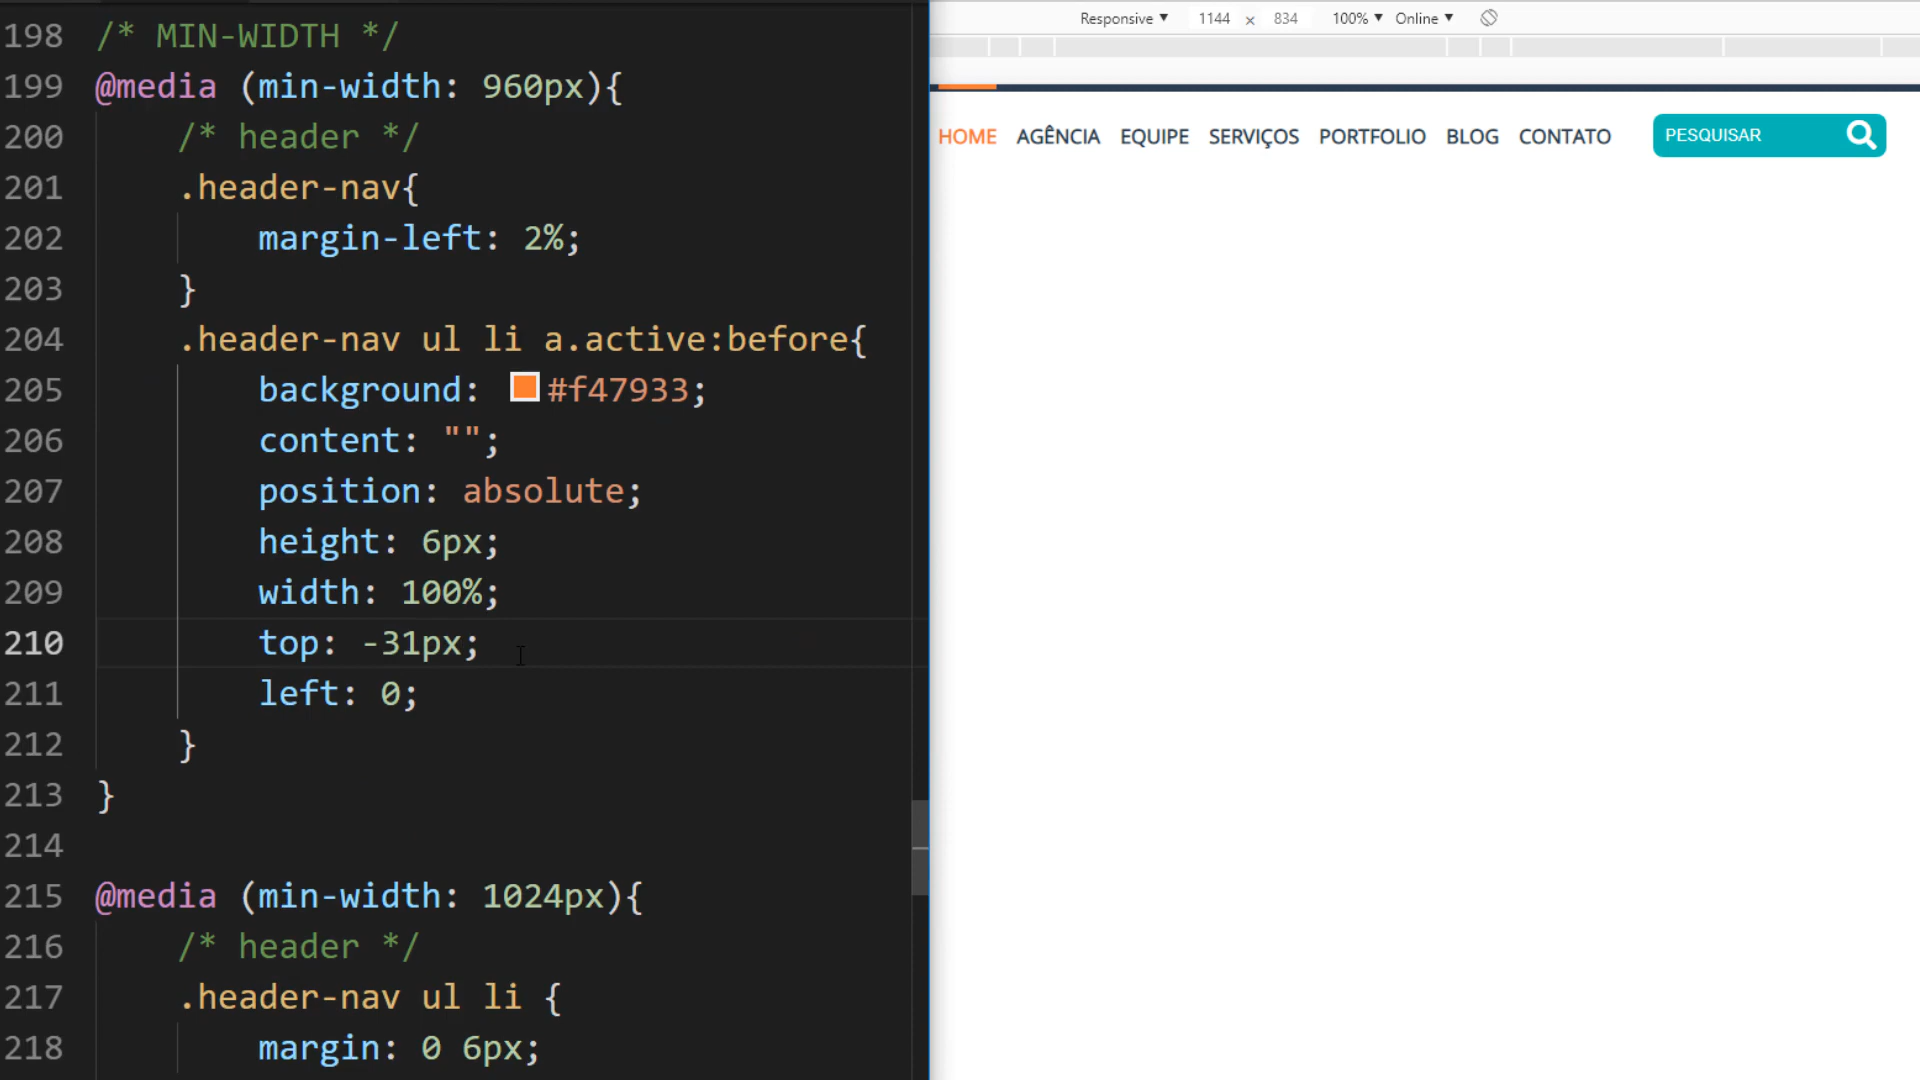 198 /* MIN-WIDTH */
199 @media (min-width: 960px){
200 /* header */
201 .header-nav{
202 margin-left: 2%;
203 }
204 .header-nav ul li a.active:before{
205 background: #f47933;
206 content: "";
207 position: absolute;
208 height: 6px;
209 width: 100%;
210 top: -31px;
211 left: 0;
212 }
213 }
214
215 @media (min-width: 1024px){
216 /* header */
217 .header-nav ul li {
218 margin: 0 6px;
Responsive ▼ 1144 x 834 100% ▼ Online ▼
HOME AGÊNCIA EQUIPE SERVIÇOS PORTFOLIO BLOG CONTATO PESQUISAR